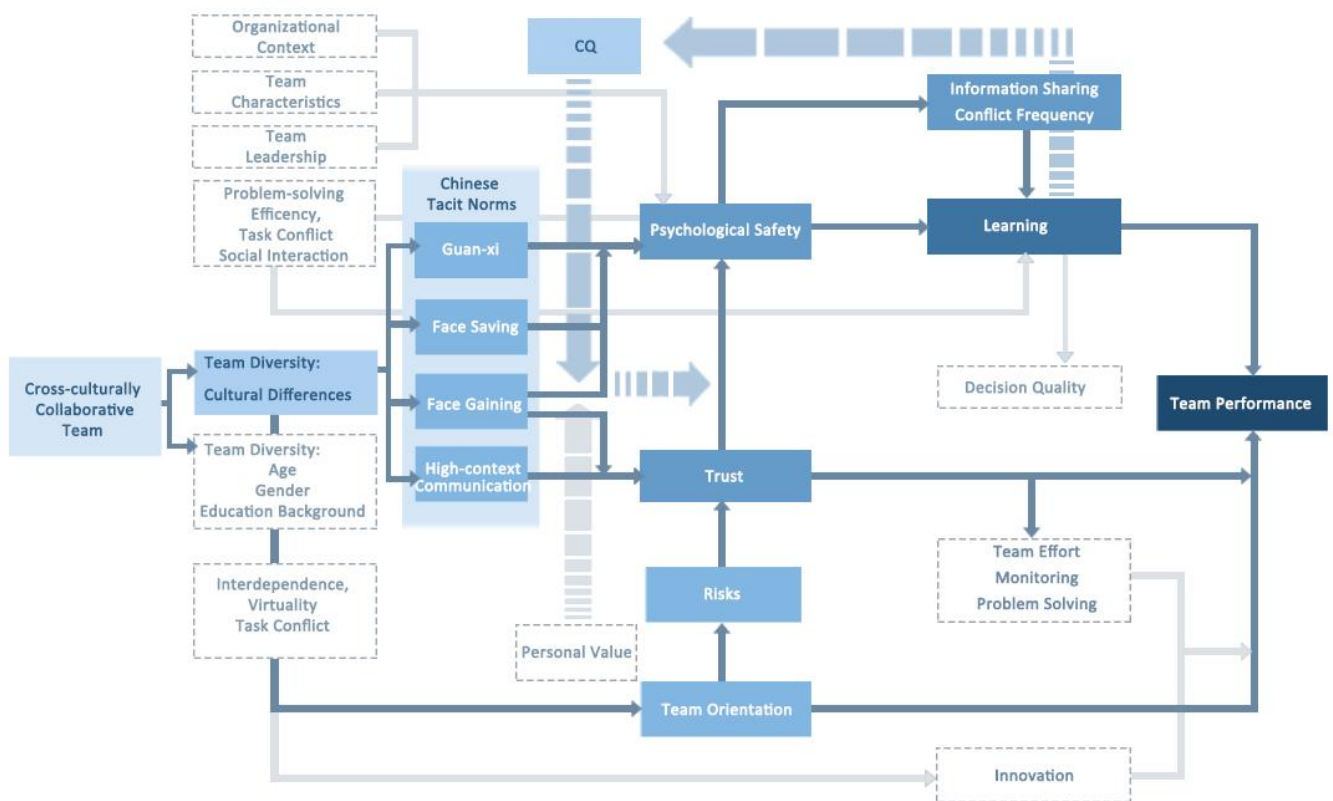 Organizational
Context
CQ
Team
Characteristics
Information Sharing
Conflict Frequency
Team
Leadership
Problem-solving
Efficency,
Task Conflict
Social Interaction
Chinese
Tacit Norms
Guan-xi
Psychological Safety
Learning
Face Saving
Cross-culturally
Collaborative
Team
Team Diversity:
Cultural Differences
Face Gaining
Decision Quality
Team Performance
Team Diversity:
Age
Gender
Education Background
High-context
Communication
Trust
Interdependence,
Virtuality
Task Conflict
Risks
Team Effort
Monitoring
Problem Solving
Personal Value
Team Orientation
Innovation